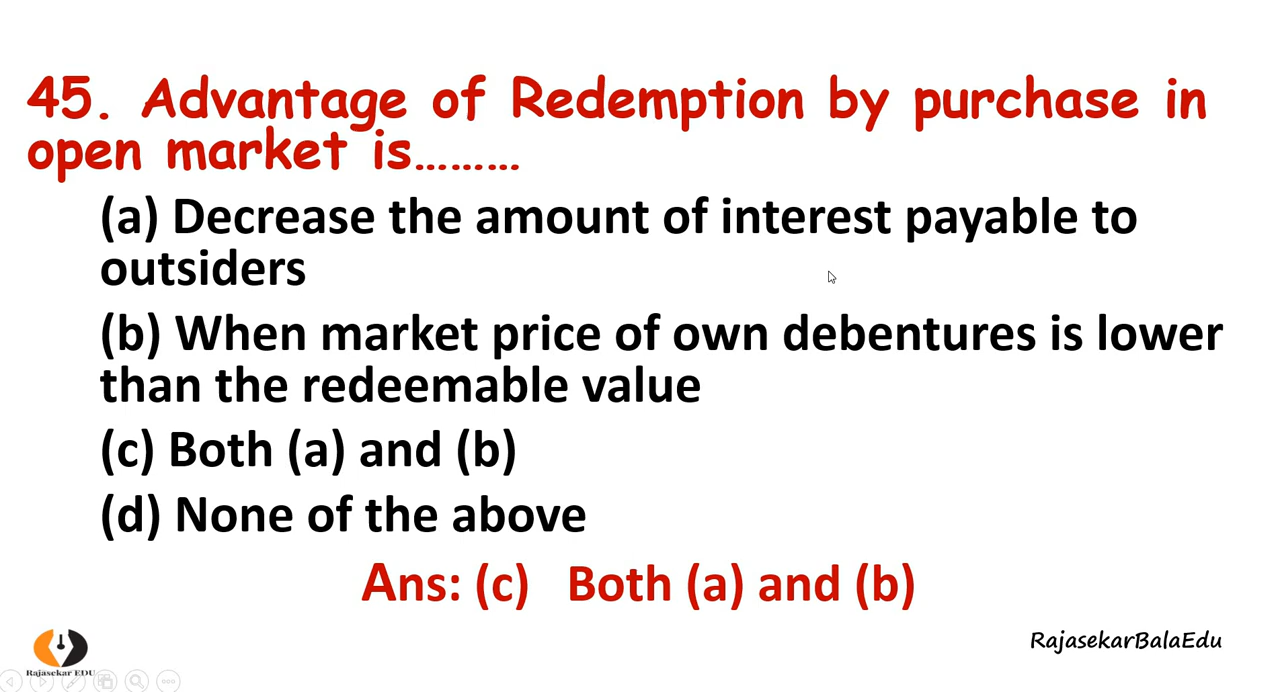 45. Advantage of Redemption by purchase in
open market is.........
(a) Decrease the amount of interest payable to
outsiders
(b) When market price of own debentures is lower
than the redeemable value
(c) Both (a) and (b)
(d) None of the above
Ans: (c) Both (a) and (b)
RajasekarBalaEdu
Rajasekar EDU